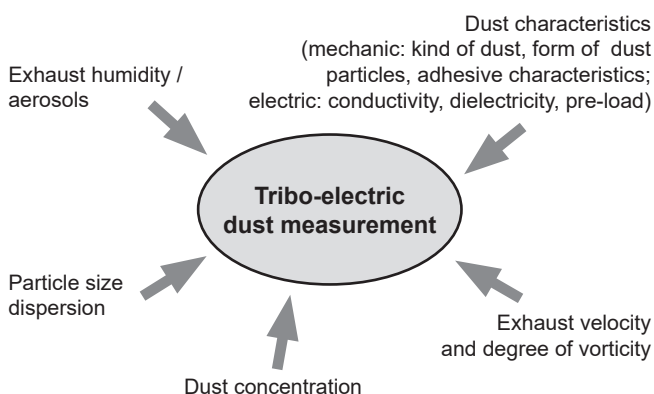 Dust characteristics
(mechanic: kind of dust, form of dust
particles, adhesive characteristics;
electric: conductivity, dielectricity, pre-load)
Exhaust humidity /
aerosols
Tribo-electric
dust measurement
Particle size
dispersion
Exhaust velocity
and degree of vorticity
Dust concentration